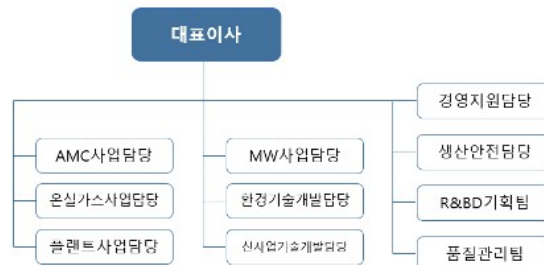 대표이사
경영지원담당
AMC사업담당
MW사업담당
생산안전담당
온실가스사업담당
환경기술개발담당
R&BD기획팀
플랜트사업담당
신사업기술개발담당
품질관리팀